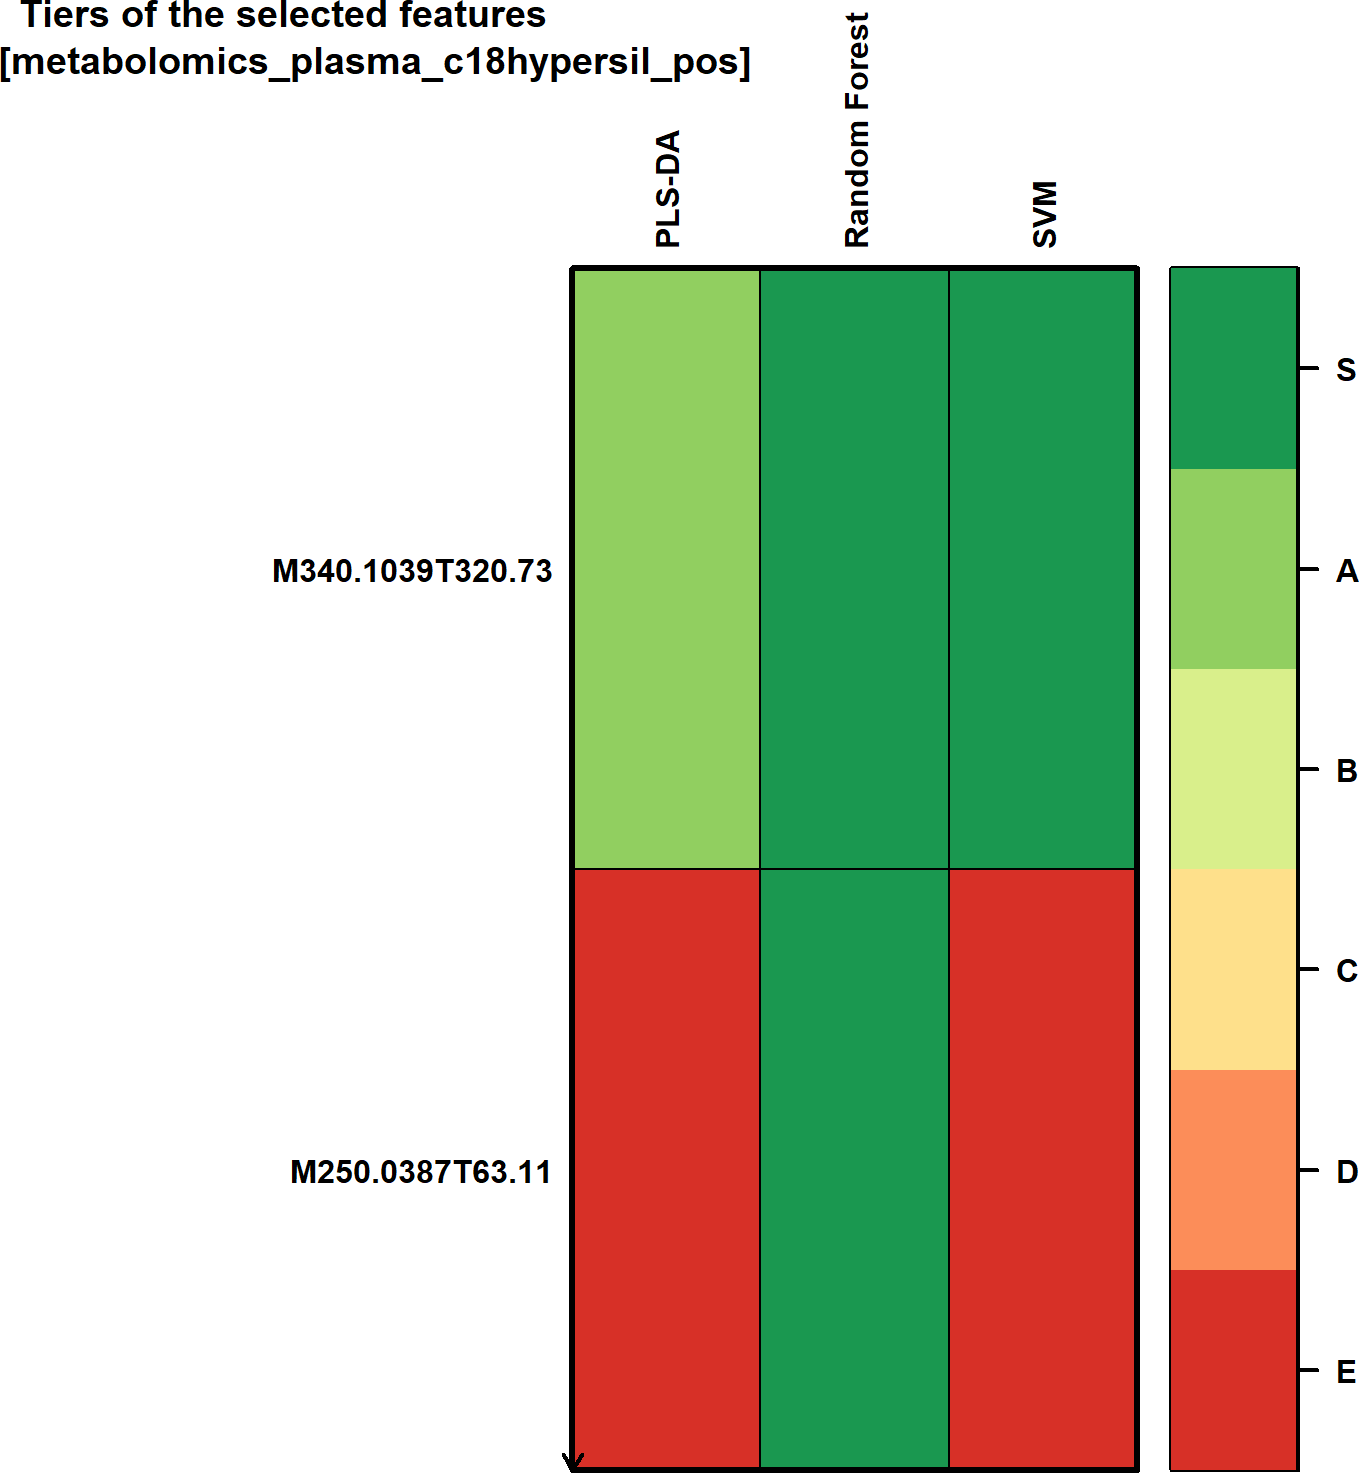 Tiers of the selected features
[metabolomics_plasma_c18hypersil_pos]
PLS-DA
Random Forest
SVM
M340.1039T320.73
M250.0387T63.11
S
A
B
C
D
E